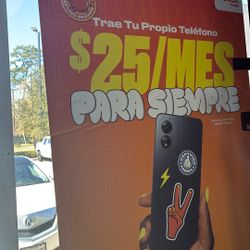 Trae Tu Propio Teléfono
$25/MES
PARA SIEMPRE